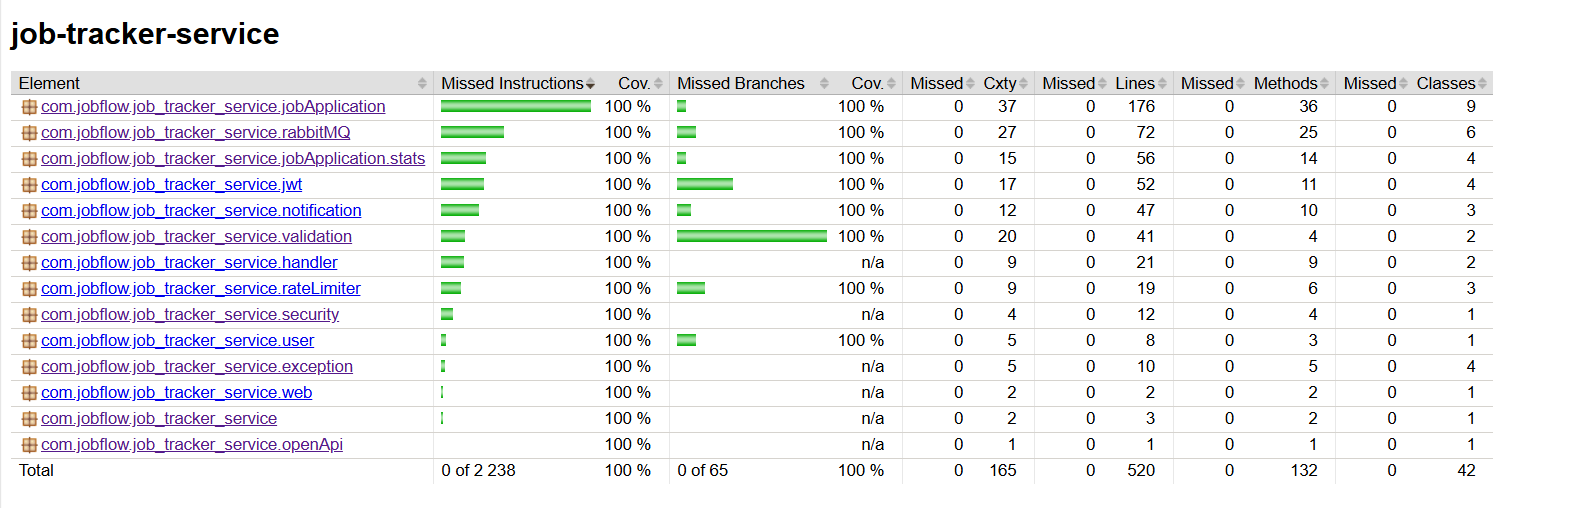 job-tracker-service
Element Missed Instructions Cov. Missed Branches Cov. Missed Cxty Missed Lines Missed Methods Missed Classes
com.jobflow.job_tracker_service.jobApplication 100 % 100 % 0 37 0 176 0 36 0 9
com.jobflow.job_tracker_service.rabbitMQ 100 % 100 % 0 27 0 72 0 25 0 6
com.jobflow.job_tracker_service.jobApplication.stats 100 % 100 % 0 15 0 56 0 14 0 4
com.jobflow.job_tracker_service.jwt 100 % 100 % 0 17 0 52 0 11 0 4
com.jobflow.job_tracker_service.notification 100 % 100 % 0 12 0 47 0 10 0 3
com.jobflow.job_tracker_service.validation 100 % 100 % 0 20 0 41 0 4 0 2
com.jobflow.job_tracker_service.handler 100 % n/a 0 9 0 21 0 9 0 2
com.jobflow.job_tracker_service.rateLimiter 100 % 100 % 0 9 0 19 0 6 0 3
com.jobflow.job_tracker_service.security 100 % n/a 0 4 0 12 0 4 0 1
com.jobflow.job_tracker_service.user 100 % 100 % 0 5 0 8 0 3 0 1
com.jobflow.job_tracker_service.exception 100 % n/a 0 5 0 10 0 5 0 4
com.jobflow.job_tracker_service.web 100 % n/a 0 2 0 2 0 2 0 1
com.jobflow.job_tracker_service 100 % n/a 0 2 0 3 0 2 0 1
com.jobflow.job_tracker_service.openApi 100 % n/a 0 1 0 1 0 1 0 1
Total 0 of 2 238 100 % 0 of 65 100 % 0 165 0 520 0 132 0 42